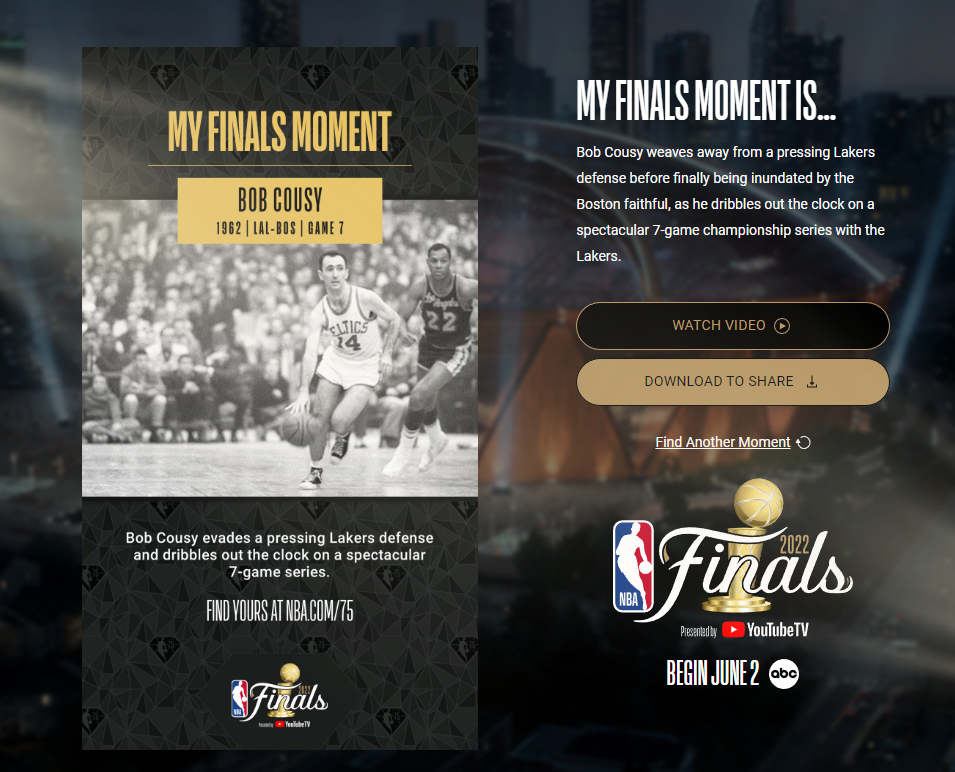 MY FINALS MOMENT
BOB COUSY
1962 | LAL-BOS | GAME 7
CELTICS
14
22
Bob Cousy evades a pressing Lakers defense
and dribbles out the clock on a spectacular
7-game series.
FIND YOURS AT NBA.COM/75
NBA
2022
Finals
Presented by YouTubeTV
MY FINALS MOMENT IS...
Bob Cousy weaves away from a pressing Lakers
defense before finally being inundated by the
Boston faithful, as he dribbles out the clock on a
spectacular 7-game championship series with the
Lakers.
WATCH VIDEO
DOWNLOAD TO SHARE
Find Another Moment
NBA
2022
Finals
Presented by YouTubeTV
BEGIN JUNE 2 abc